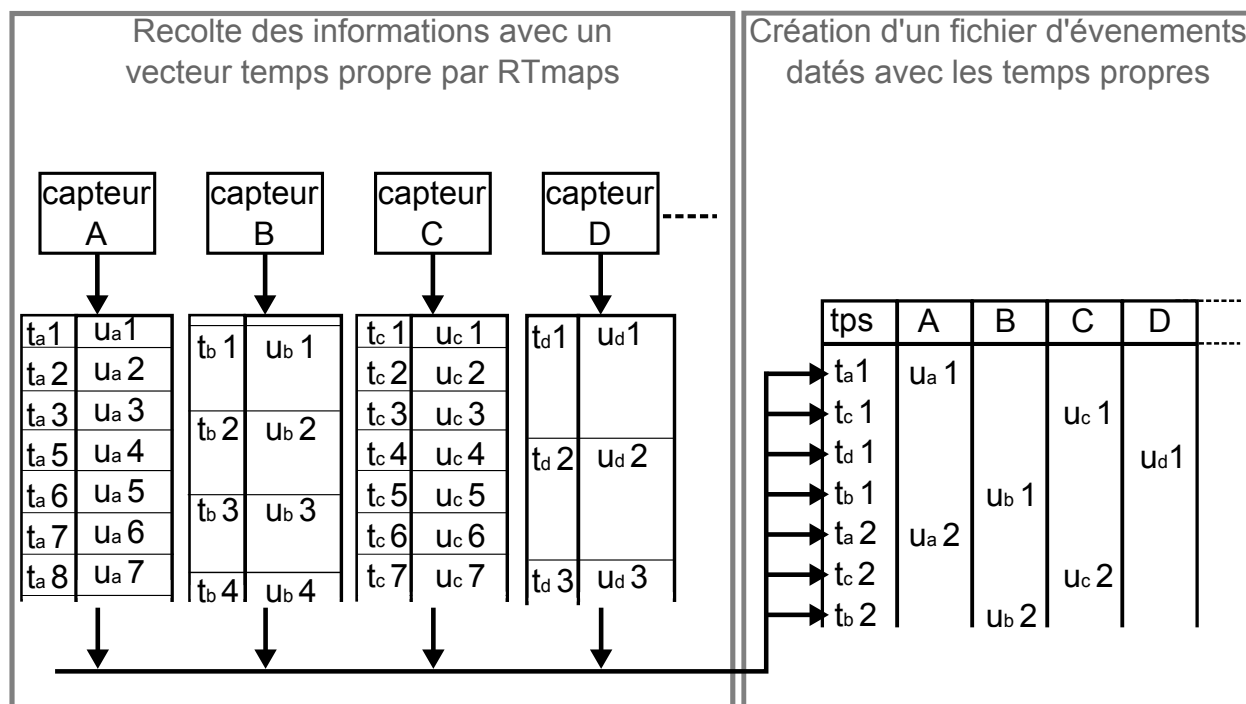 Recolte des informations avec un
vecteur temps propre par RTmaps
capteur
A
capteur
B
capteur
C
capteur
D
ta1 ua1
ta2 ua2
ta3 ua3
ta5 ua4
ta6 ua5
ta7 ua6
ta8 ua7
tb1 ub1
tb2 ub2
tb3 ub3
tb4 ub4
tc1 uc1
tc2 uc2
tc3 uc3
tc4 uc4
tc5 uc5
tc6 uc6
tc7 uc7
td1 ud1
td2 ud2
td3 ud3
Création d'un fichier d'évenements
datés avec les temps propres
tps A B C D
ta1 ua1
tc1 uc1
td1 ud1
tb1 ub1
ta2 ua2
tc2 uc2
tb2 ub2